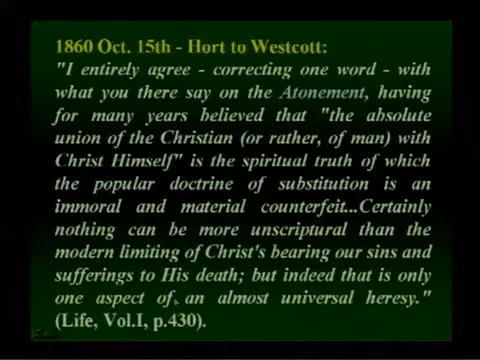 1860 Oct. 15th - Hort to Westcott:
"I entirely agree - correcting one word - with
what you there say on the Atonement, having
for many years believed that "the absolute
union of the Christian (or rather, of man) with
Christ Himself" is the spiritual truth of which
the popular doctrine of substitution is an
immoral and material counterfeit...Certainly
nothing can be more unscriptural than the
modern limiting of Christ's bearing our sins and
sufferings to His death; but indeed that is only
one aspect of an almost universal heresy."
(Life, Vol.I, p.430).